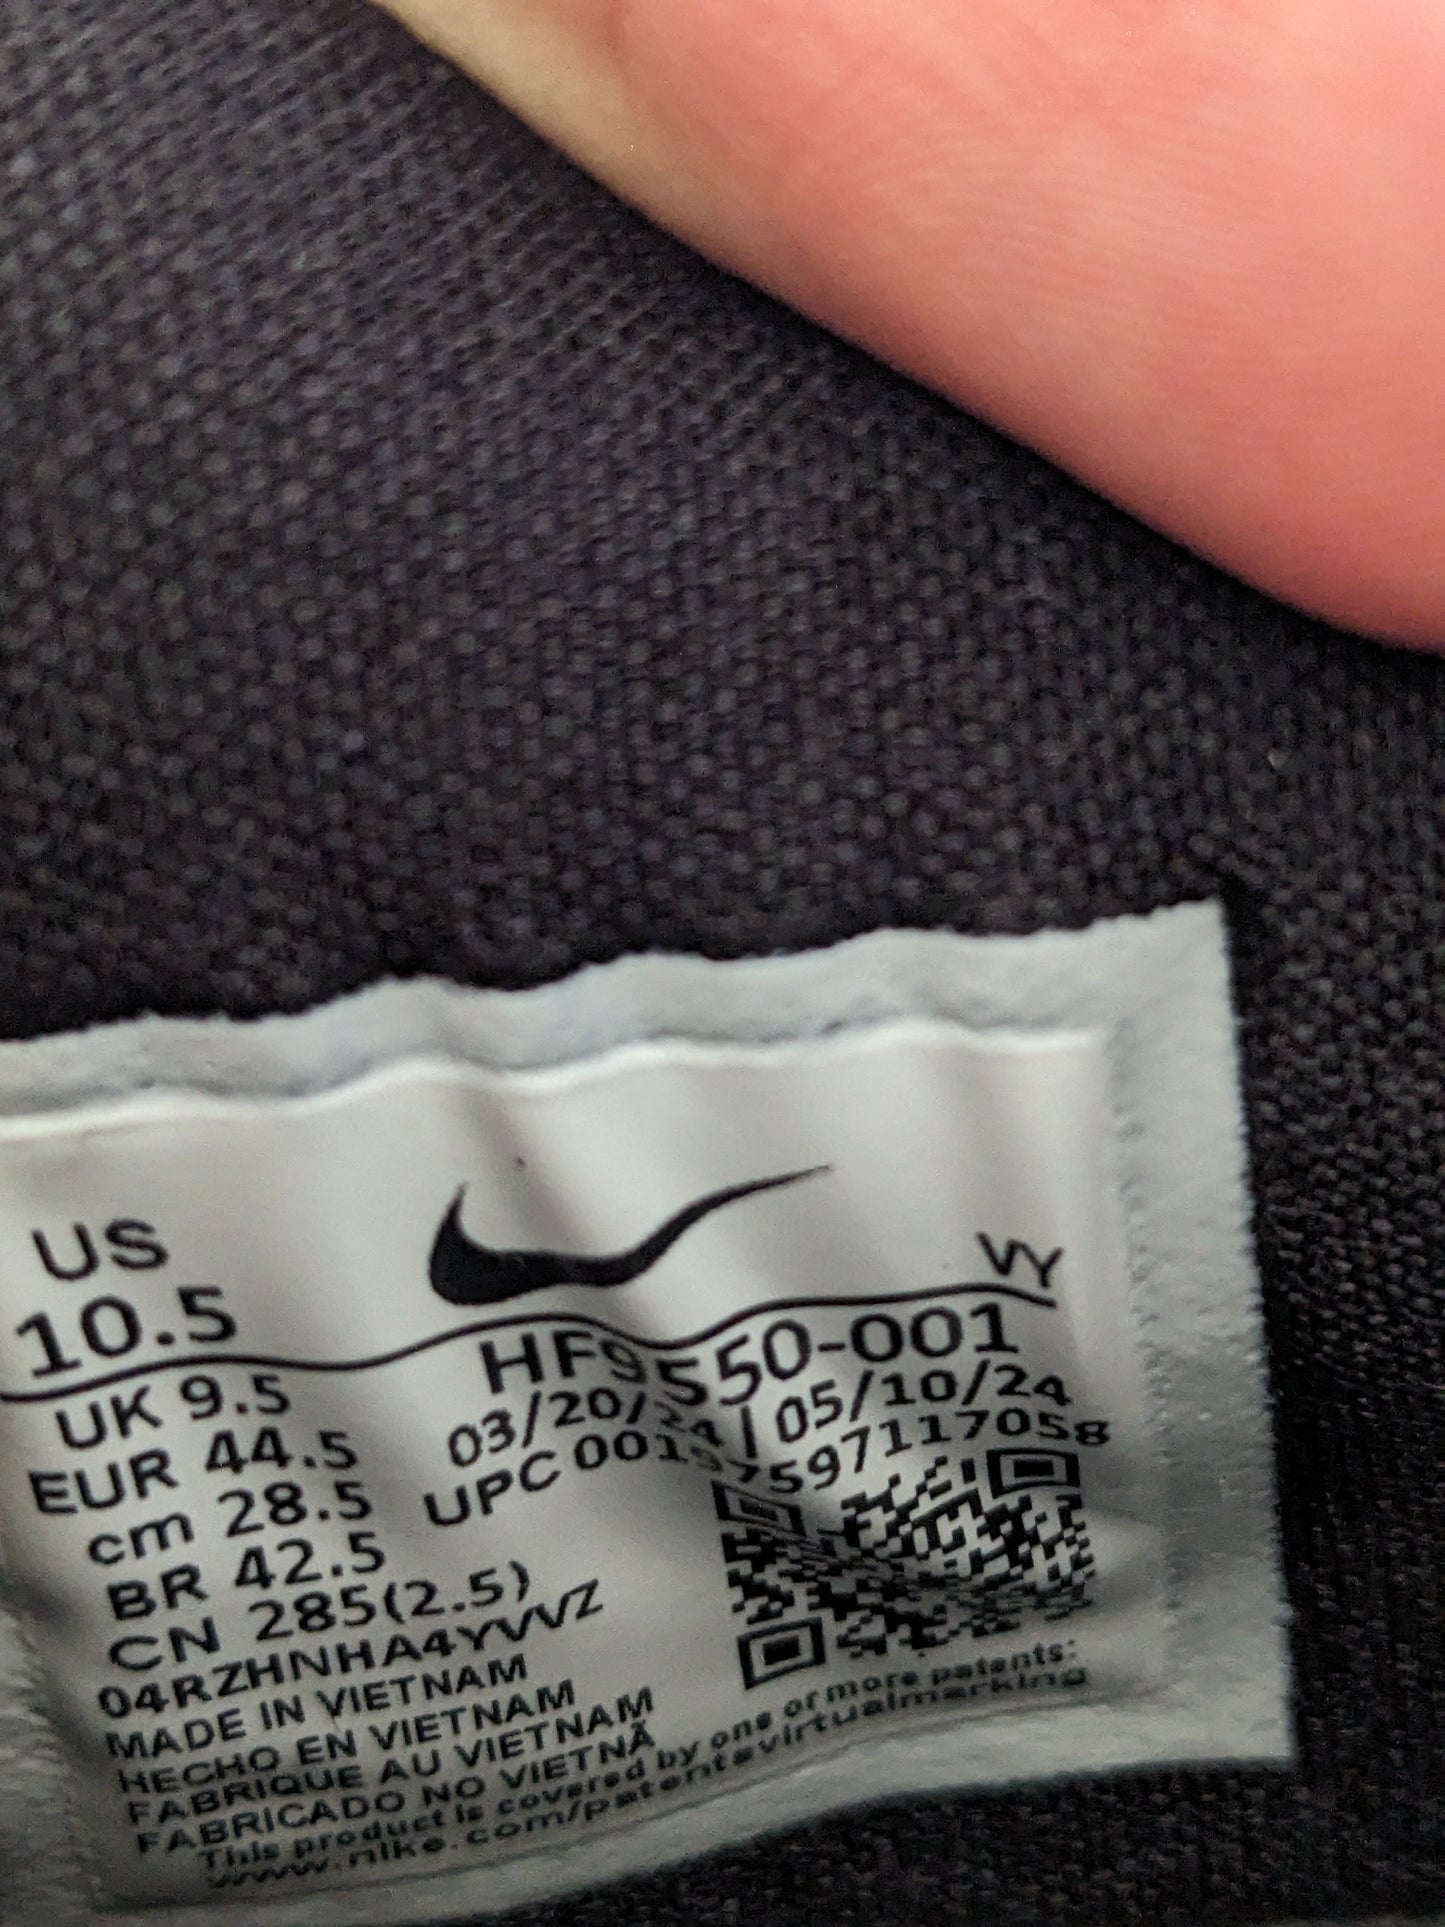 US
10.5
VY
UK 9.5
EUR 44.5
cm 28.5
BR 42.5
CN 285(2.5)
HF9550-001
03/20/24 | 05/10/24
UPC 00197597117058
04RZHNHA4YVVZ
MADE IN VIETNAM
HECHO EN VIETNAM
FABRIQUE AU VIETNAM
FABRICADO NO VIETNÃ
This product is covered by one or more patents:
www.nike.com/patentsvirtualmarking